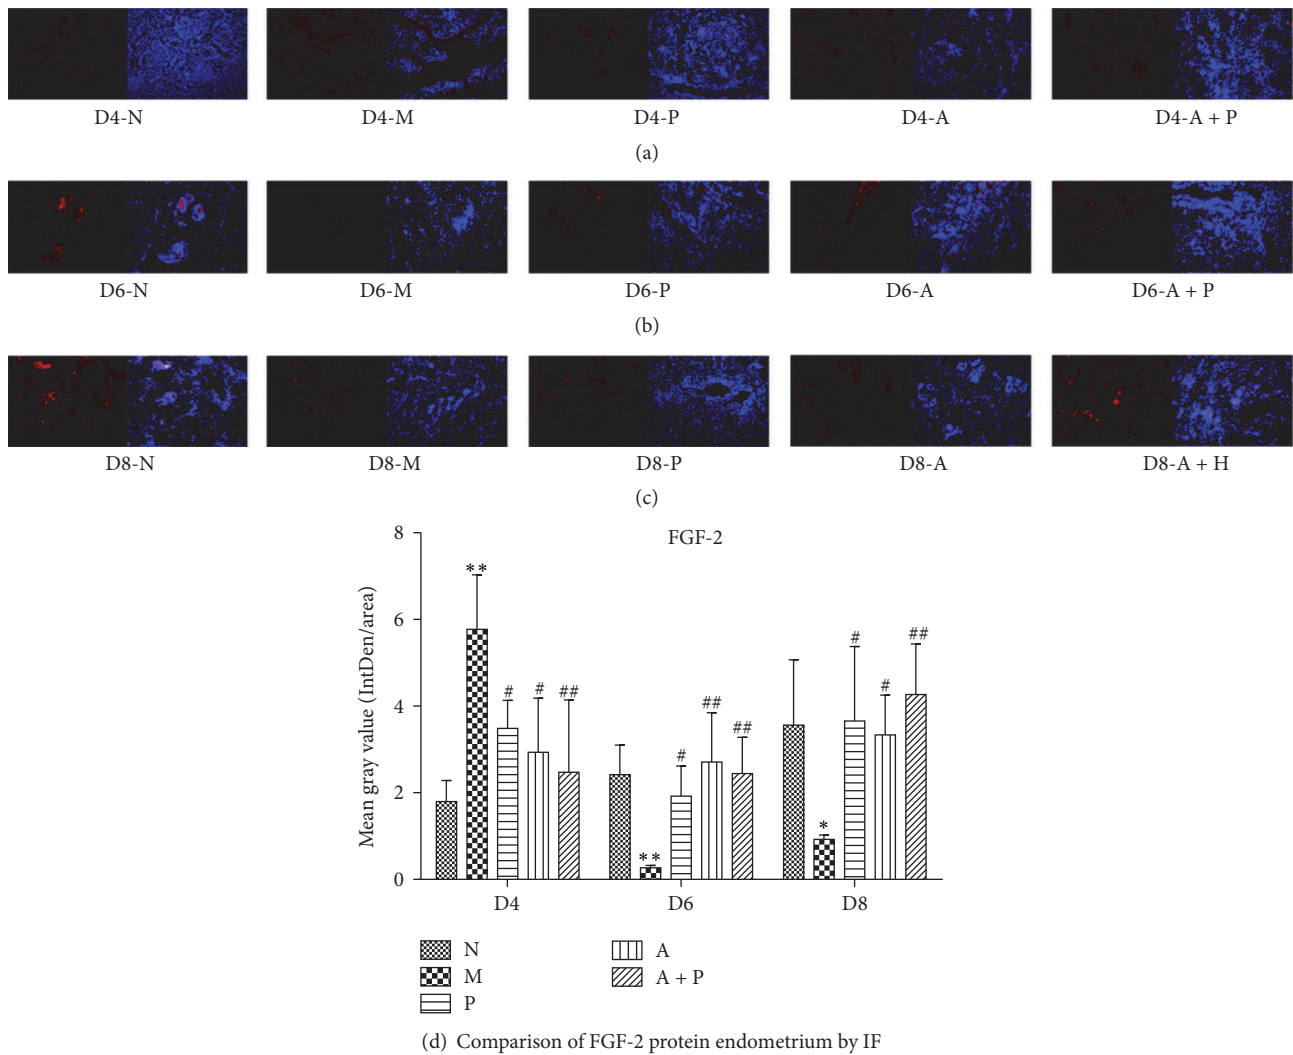 D4-N D4-M D4-P D4-A D4-A + P
(a)
D6-N D6-M D6-P D6-A D6-A + P
(b)
D8-N D8-M D8-P D8-A D8-A + H
(c)
FGF-2
Mean gray value (IntDen/area)
8
6
4
2
0
**
# # ##
**
# ## ##
*
# # ##
D4 D6 D8
N A
M A + P
P
(d) Comparison of FGF-2 protein endometrium by IF